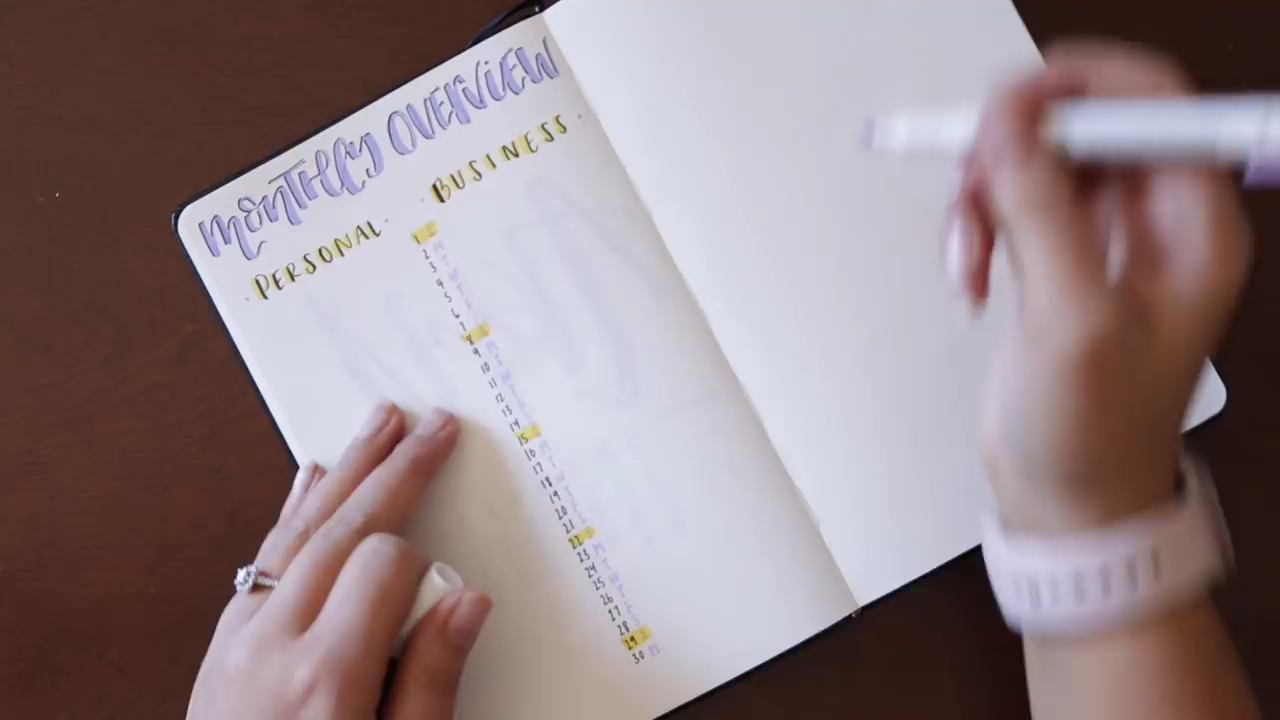 MONTHLY OVERVIEW
· PERSONAL · · BUSINESS ·
1
2 M
3 T
4 W
5 T
6
7
8
9 M
10 T
11 W
12
13
14
15
16 M
17 T
18 W
19
20
21
22
23 M
24 T
25 W
26 T
27
28
29
30 M